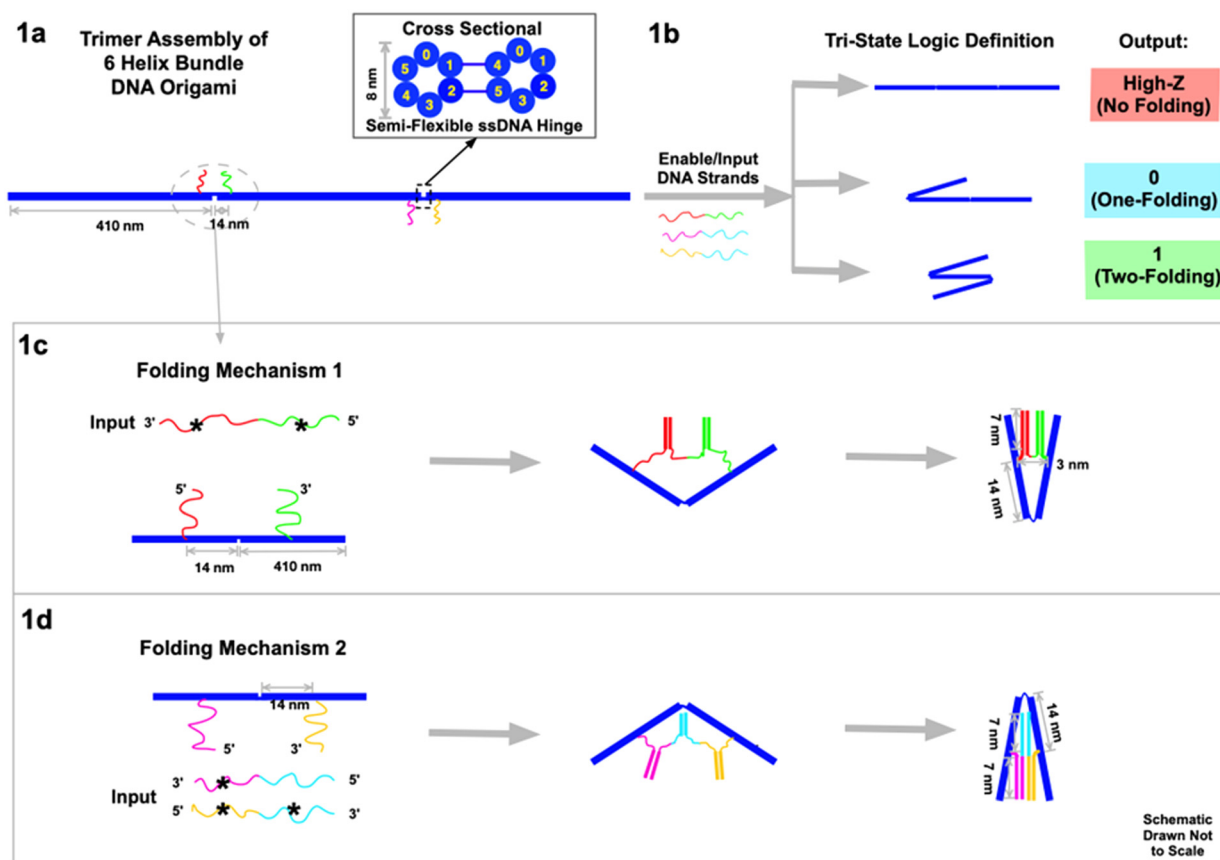 1a
Trimer Assembly of
6 Helix Bundle
DNA Origami
Cross Sectional
8 nm
0
5
1
4
2
3
0
4
1
5
2
3
Semi-Flexible ssDNA Hinge
410 nm
14 nm
1b
Tri-State Logic Definition
Output:
Enable/Input
DNA Strands
High-Z
(No Folding)
0
(One-Folding)
1
(Two-Folding)
1c
Folding Mechanism 1
Input
3'
*
*
5'
5'
3'
14 nm
410 nm
7 nm
3 nm
14 nm
1d
Folding Mechanism 2
14 nm
5'
3'
Input
3'
*
5'
5'
*
*
3'
14 nm
7 nm
7 nm
Schematic
Drawn Not
to Scale